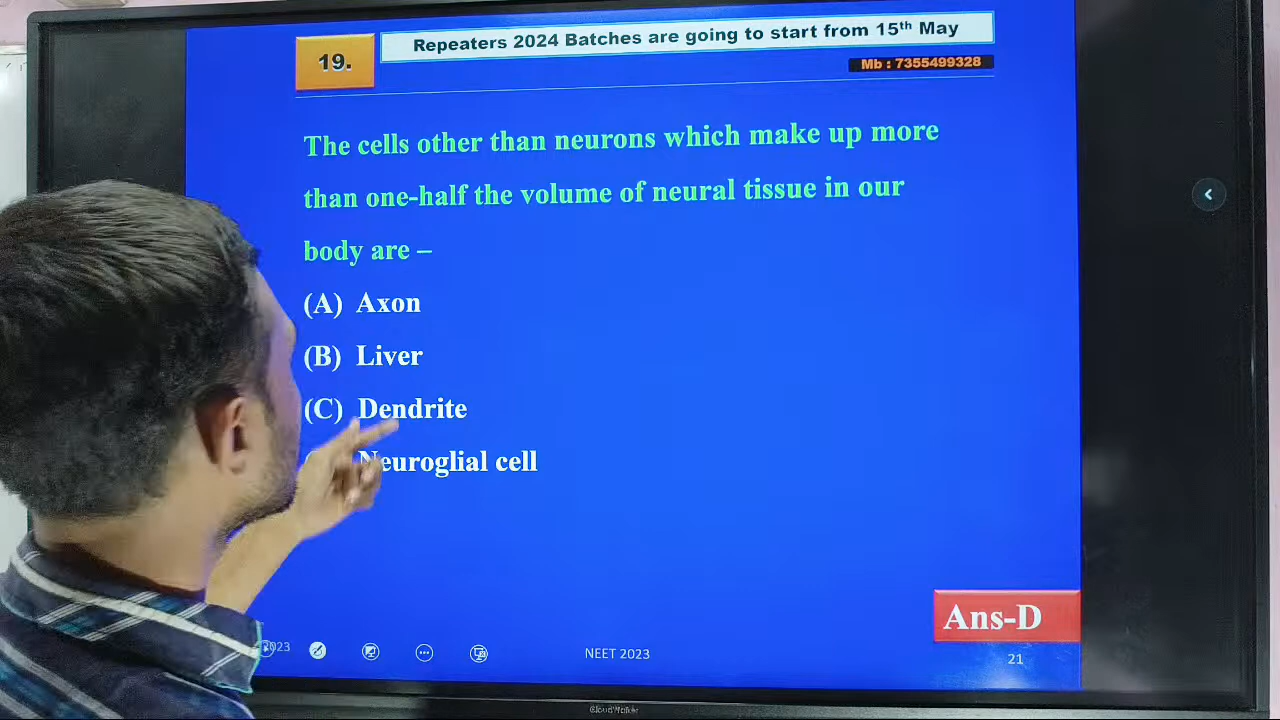 19.
Repeaters 2024 Batches are going to start from 15th May
Mb : 7355499328
The cells other than neurons which make up more
than one-half the volume of neural tissue in our
body are –
(A) Axon
(B) Liver
(C) Dendrite
Neuroglial cell
Ans-D
2023
NEET 2023
21